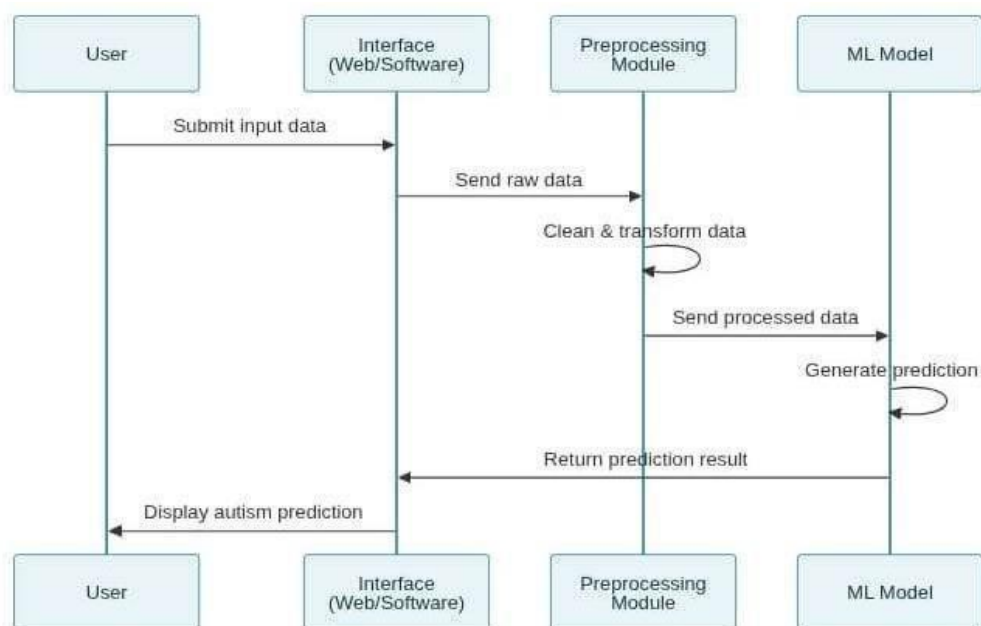 User
Interface
(Web/Software)
Preprocessing
Module
ML Model
Submit input data
Send raw data
Clean & transform data
Send processed data
Generate prediction
Return prediction result
Display autism prediction
User
Interface
(Web/Software)
Preprocessing
Module
ML Model